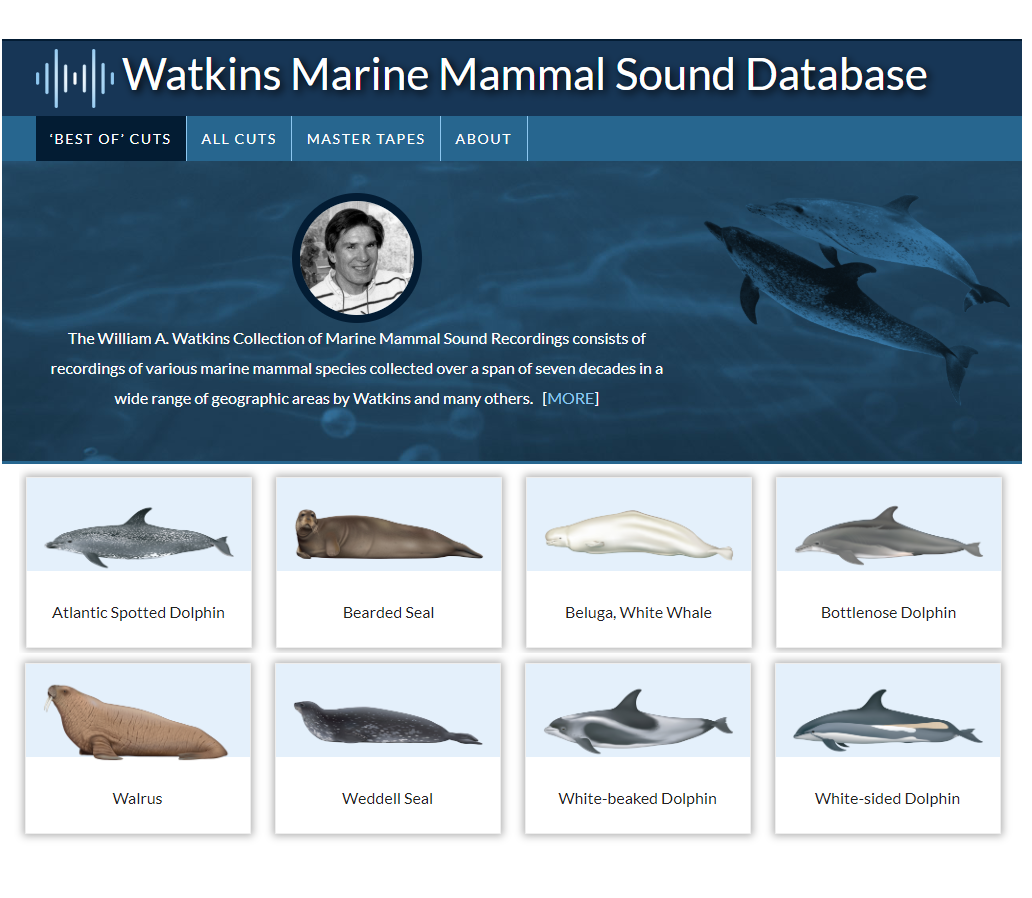 Watkins Marine Mammal Sound Database
‘BEST OF’ CUTS
ALL CUTS
MASTER TAPES
ABOUT
The William A. Watkins Collection of Marine Mammal Sound Recordings consists of
recordings of various marine mammal species collected over a span of seven decades in a
wide range of geographic areas by Watkins and many others. [MORE]
Atlantic Spotted Dolphin
Bearded Seal
Beluga, White Whale
Bottlenose Dolphin
Walrus
Weddell Seal
White-beaked Dolphin
White-sided Dolphin